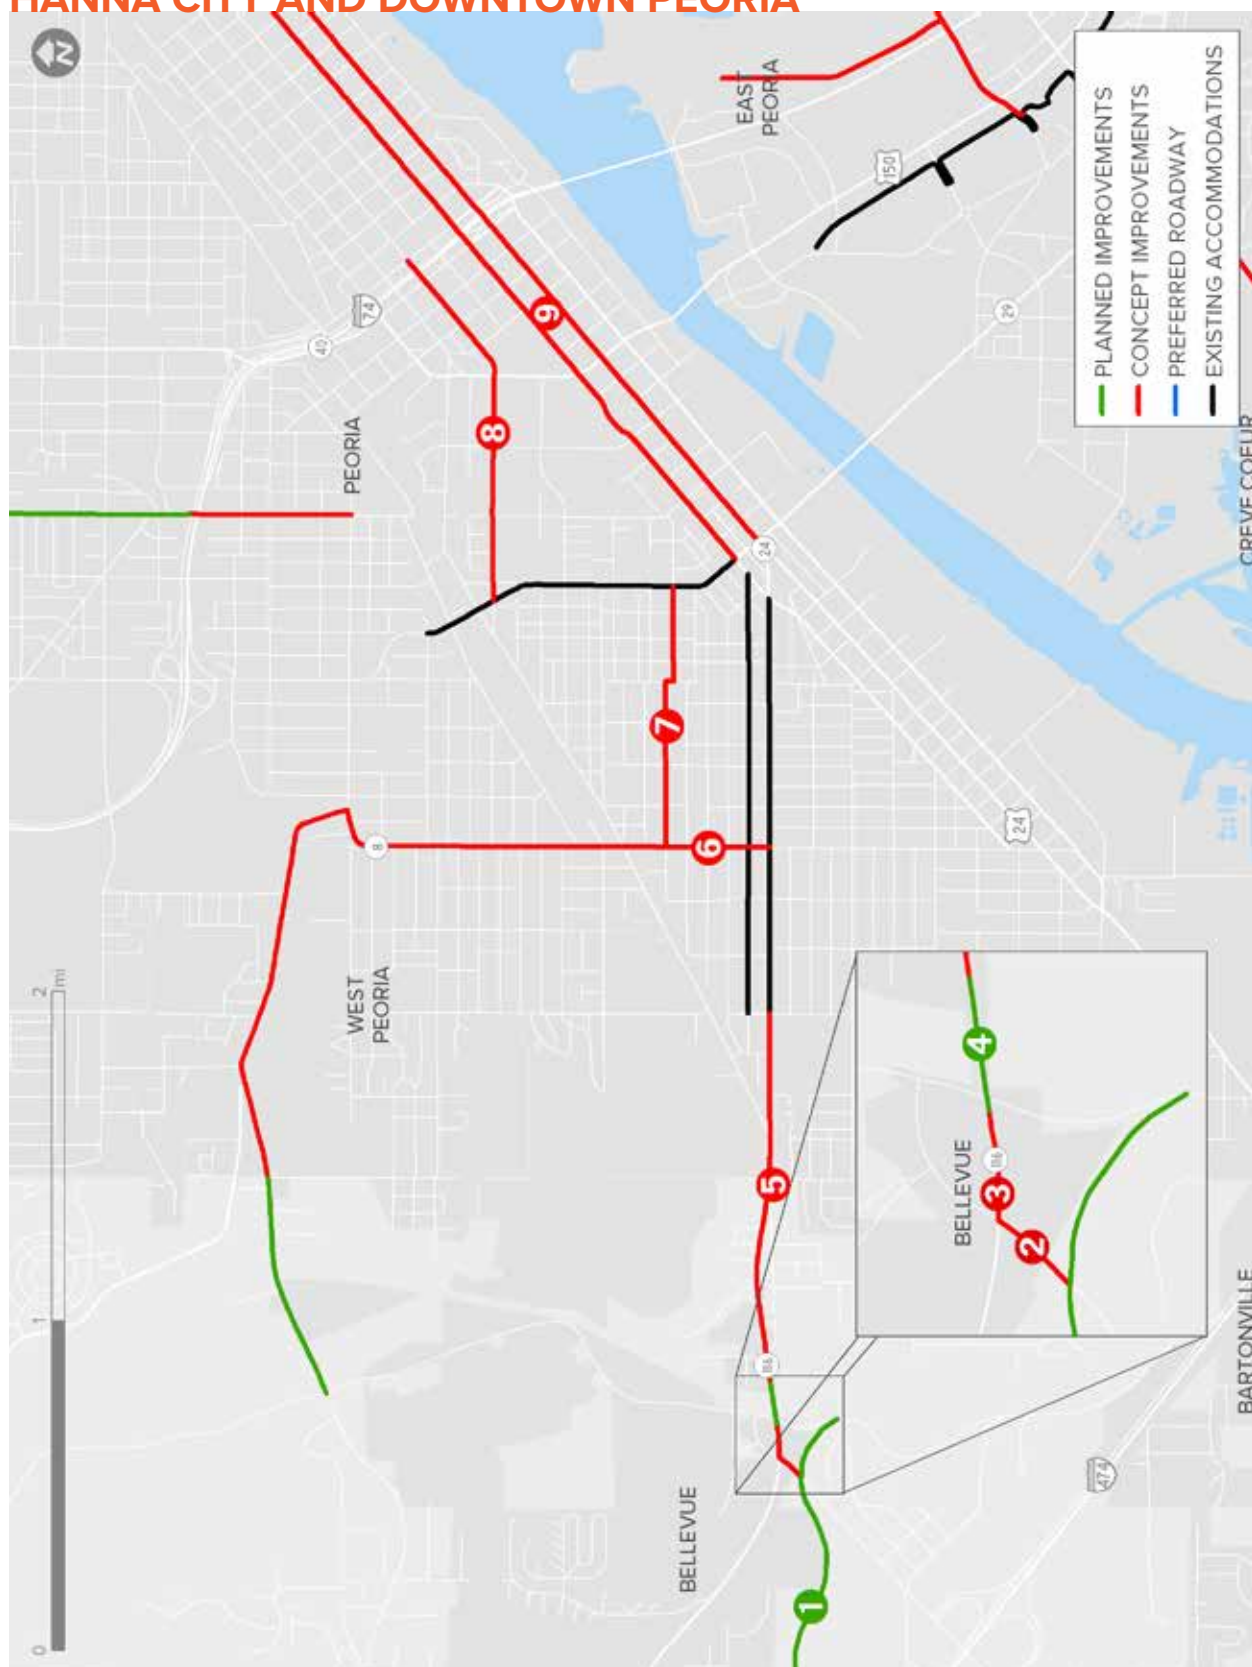 HANNA CITY AND DOWNTOWN PEORIA
N
0
1
2
mi
EAST
PEORIA
150
PLANNED IMPROVEMENTS
CONCEPT IMPROVEMENTS
PREFERRED ROADWAY
EXISTING ACCOMMODATIONS
74
40
9
29
8
PEORIA
24
CREVE COEUR
7
8
6
24
WEST
PEORIA
4
BELLEVUE
116
3
2
5
116
BARTONVILLE
474
BELLEVUE
1